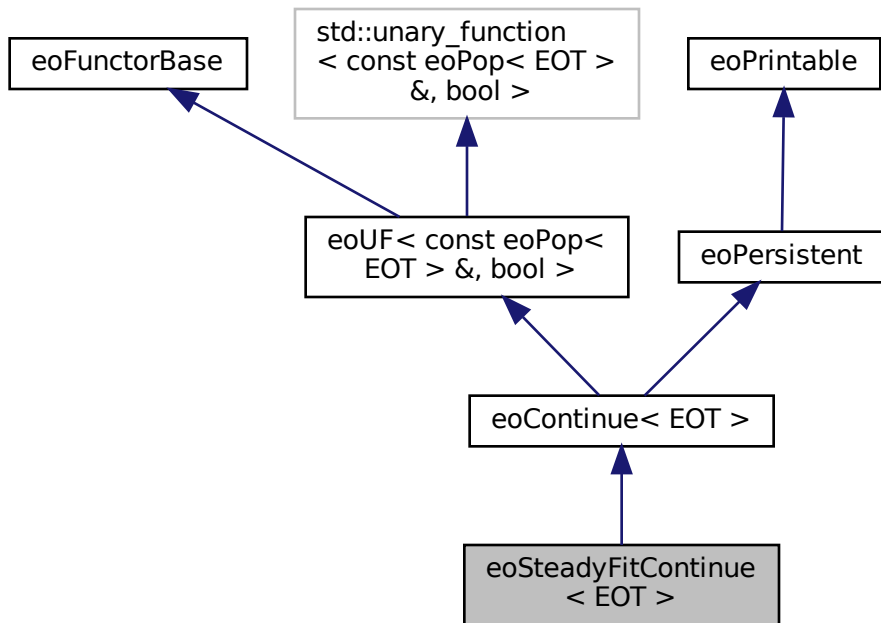 eoFunctorBase
std::unary_function
< const eoPop< EOT >
&, bool >
eoPrintable
eoUF< const eoPop<
EOT > &, bool >
eoPersistent
eoContinue< EOT >
eoSteadyFitContinue
< EOT >